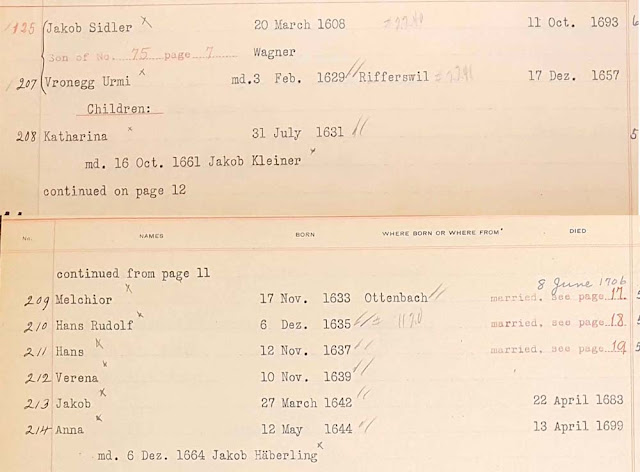 125 Jakob Sidler x 20 March 1608 11 Oct. 1693 6
Son of No. 75 page 7 Wagner
207 Vronegg Urmi x md. 3 Feb. 1629 // Rifferswil 17 Dez. 1657
Children:
208 Katharina x 31 July 1631 // 5
md. 16 Oct. 1661 Jakob Kleiner x
continued on page 12
No. NAMES BORN WHERE BORN OR WHERE FROM DIED
continued from page 11
8 June 1706
209 Melchior x 17 Nov. 1633 Ottenbach // married, see page 17. 5
210 Hans Rudolf x 6 Dez. 1635 // married, see page 18 5
211 Hans x 12 Nov. 1637 // married, see page 19 5
212 Verena x 10 Nov. 1639 //
213 Jakob x 27 March 1642 // 22 April 1683
214 Anna x 12 May 1644 // 13 April 1699
md. 6 Dez. 1664 Jakob Häberling x